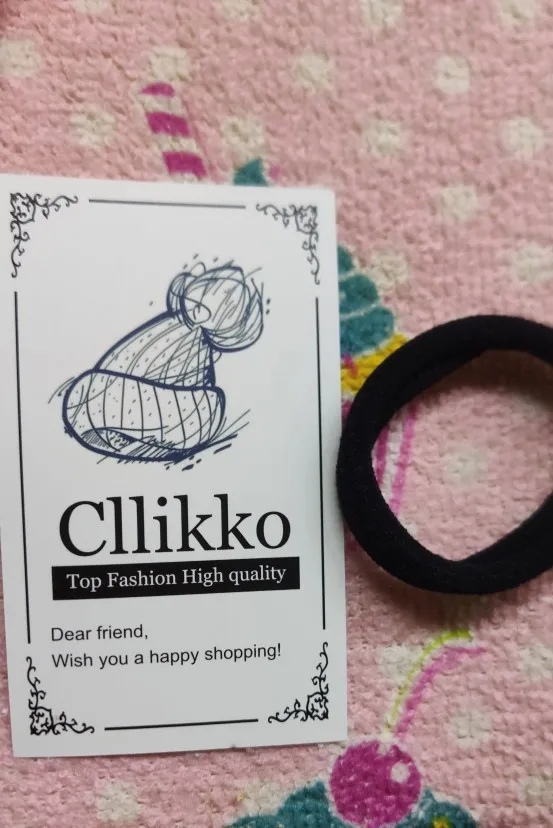 Cllikko
Top Fashion High quality
Dear friend,
Wish you a happy shopping!